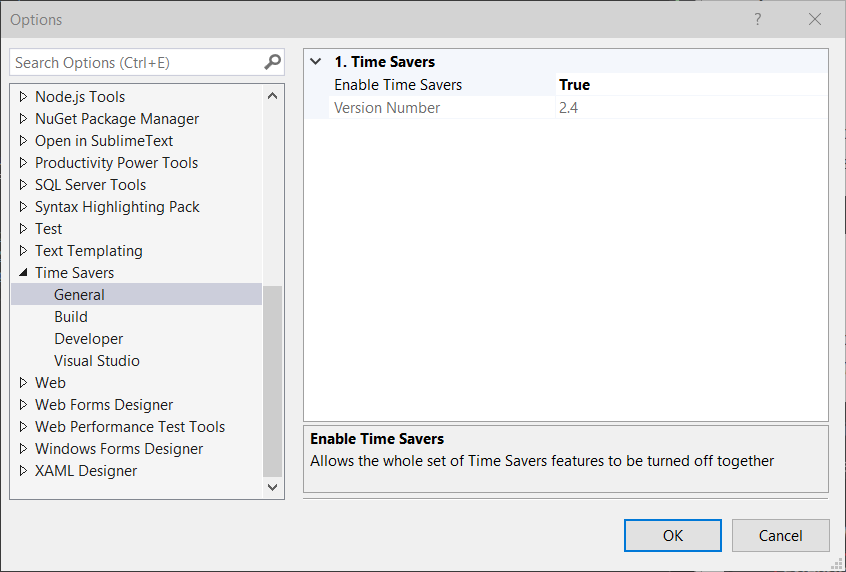 Options
Search Options (Ctrl+E)
Node.js Tools
NuGet Package Manager
Open in SublimeText
Productivity Power Tools
SQL Server Tools
Syntax Highlighting Pack
Test
Text Templating
Time Savers
General
Build
Developer
Visual Studio
Web
Web Forms Designer
Web Performance Test Tools
Windows Forms Designer
XAML Designer
1. Time Savers
Enable Time Savers True
Version Number 2.4
Enable Time Savers
Allows the whole set of Time Savers features to be turned off together
OK Cancel